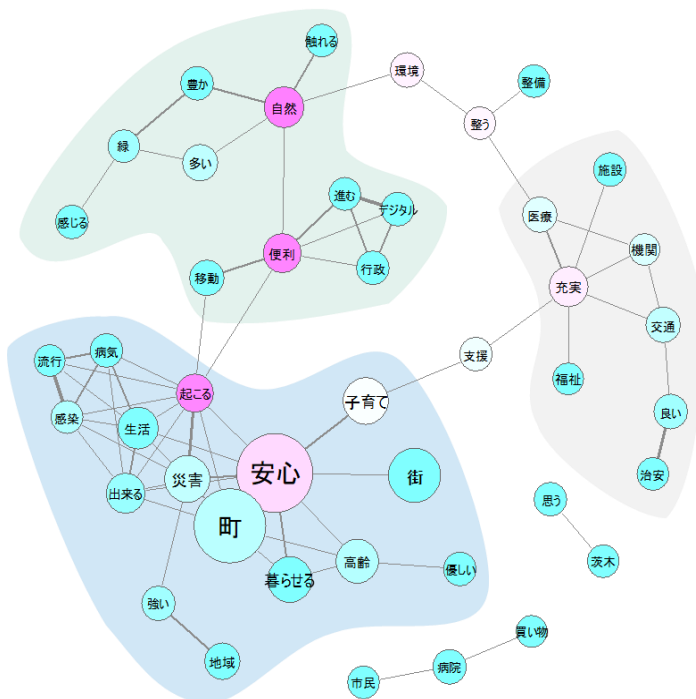 触れる
環境
豊か
整備
自然
整う
緑
多い
施設
進む
医療
デジタル
感じる
機関
便利
行政
移動
充実
交通
病気
支援
流行
福祉
起こる
子育て
良い
感染
生活
安心
街
治安
災害
出来る
思う
町
茨木
高齢
優しい
暮らせる
強い
買い物
地域
病院
市民